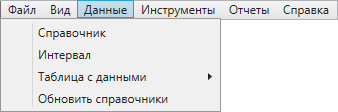 Файл Вид Данные Инструменты Отчеты Справка
Справочник
Интервал
Таблица с данными
Обновить справочники